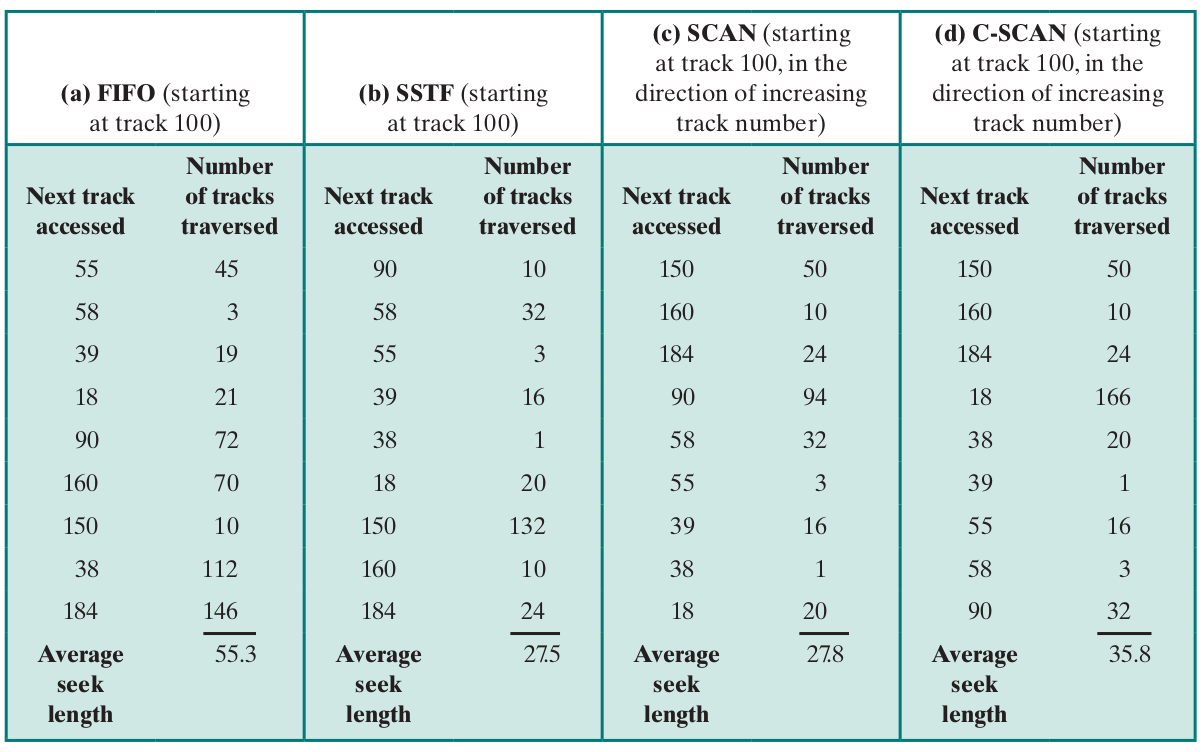 (a) FIFO (starting
at track 100)
(b) SSTF (starting
at track 100)
(c) SCAN (starting
at track 100, in the
direction of increasing
track number)
(d) C-SCAN (starting
at track 100, in the
direction of increasing
track number)
Next track
accessed
Number
of tracks
traversed
Next track
accessed
Number
of tracks
traversed
Next track
accessed
Number
of tracks
traversed
Next track
accessed
Number
of tracks
traversed
55 45 90 10 150 50 150 50
58 3 58 32 160 10 160 10
39 19 55 3 184 24 184 24
18 21 39 16 90 94 18 166
90 72 38 1 58 32 38 20
160 70 18 20 55 3 39 1
150 10 150 132 39 16 55 16
38 112 160 10 38 1 58 3
184 146 184 24 18 20 90 32
Average
seek
length
55.3
Average
seek
length
27.5
Average
seek
length
27.8
Average
seek
length
35.8